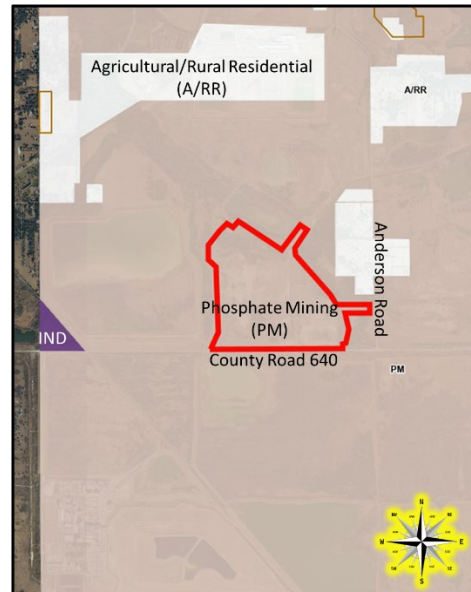 Agricultural/Rural Residential
(A/RR)
A/RR
Anderson Road
Phosphate Mining
(PM)
IND
County Road 640
PM
N
W
E
S